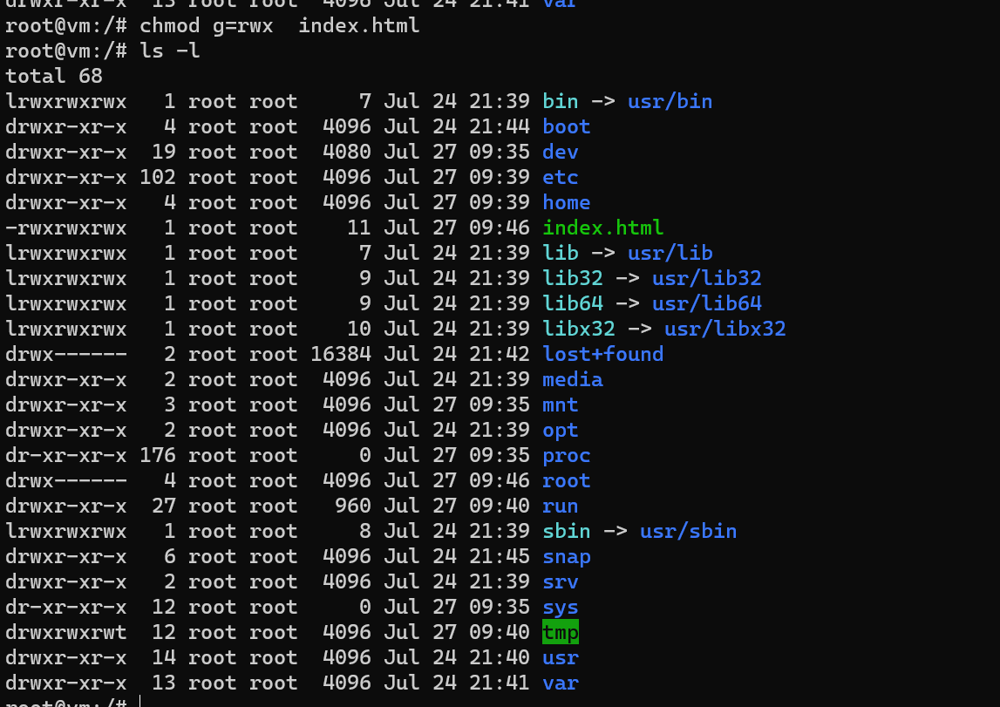 drwxr-xr-x  13 root root  4096 Jul 24 21:41 var
root@vm:/# chmod g=rwx  index.html
root@vm:/# ls -l
total 68
lrwxrwxrwx   1 root root     7 Jul 24 21:39 bin -> usr/bin
drwxr-xr-x   4 root root  4096 Jul 24 21:44 boot
drwxr-xr-x  19 root root  4080 Jul 27 09:35 dev
drwxr-xr-x 102 root root  4096 Jul 27 09:39 etc
drwxr-xr-x   4 root root  4096 Jul 27 09:39 home
-rwxrwxrwx   1 root root    11 Jul 27 09:46 index.html
lrwxrwxrwx   1 root root     7 Jul 24 21:39 lib -> usr/lib
lrwxrwxrwx   1 root root     9 Jul 24 21:39 lib32 -> usr/lib32
lrwxrwxrwx   1 root root     9 Jul 24 21:39 lib64 -> usr/lib64
lrwxrwxrwx   1 root root    10 Jul 24 21:39 libx32 -> usr/libx32
drwx------   2 root root 16384 Jul 24 21:42 lost+found
drwxr-xr-x   2 root root  4096 Jul 24 21:39 media
drwxr-xr-x   3 root root  4096 Jul 27 09:35 mnt
drwxr-xr-x   2 root root  4096 Jul 24 21:39 opt
dr-xr-xr-x 176 root root     0 Jul 27 09:35 proc
drwx------   4 root root  4096 Jul 27 09:46 root
drwxr-xr-x  27 root root   960 Jul 27 09:40 run
lrwxrwxrwx   1 root root     8 Jul 24 21:39 sbin -> usr/sbin
drwxr-xr-x   6 root root  4096 Jul 24 21:45 snap
drwxr-xr-x   2 root root  4096 Jul 24 21:39 srv
dr-xr-xr-x  12 root root     0 Jul 27 09:35 sys
drwxrwxrwt  12 root root  4096 Jul 27 09:40 tmp
drwxr-xr-x  14 root root  4096 Jul 24 21:40 usr
drwxr-xr-x  13 root root  4096 Jul 24 21:41 var
root@vm:/#